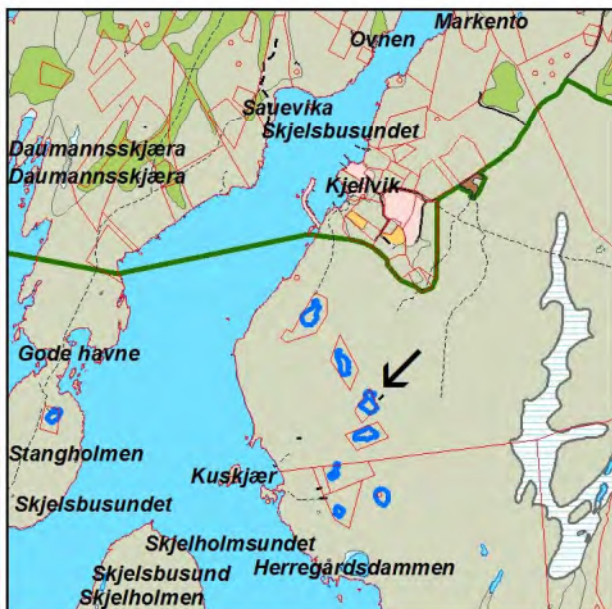 Markento
Ovnen
Sauevika
Skjelsbusundet
Daumannsskjæra
Daumannsskjæra
Kjellvik
Gode havne
Stangholmen
Kuskjær
Skjelsbusundet
Skjelholmsundet
Skjelsbusund
Herregårdsdammen
Skjelholmen